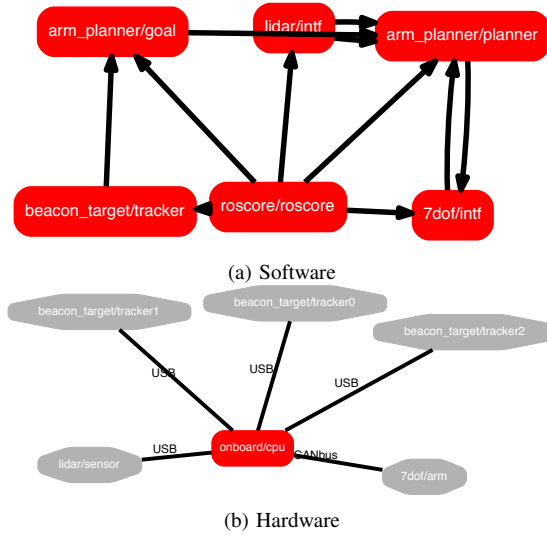 arm_planner/goal
lidar/intf
arm_planner/planner
beacon_target/tracker
roscore/roscore
7dof/intf
(a) Software
beacon_target/tracker1
beacon_target/tracker0
beacon_target/tracker2
USB
USB
USB
USB
onboard/cpu
CANbus
lidar/sensor
7dof/arm
(b) Hardware